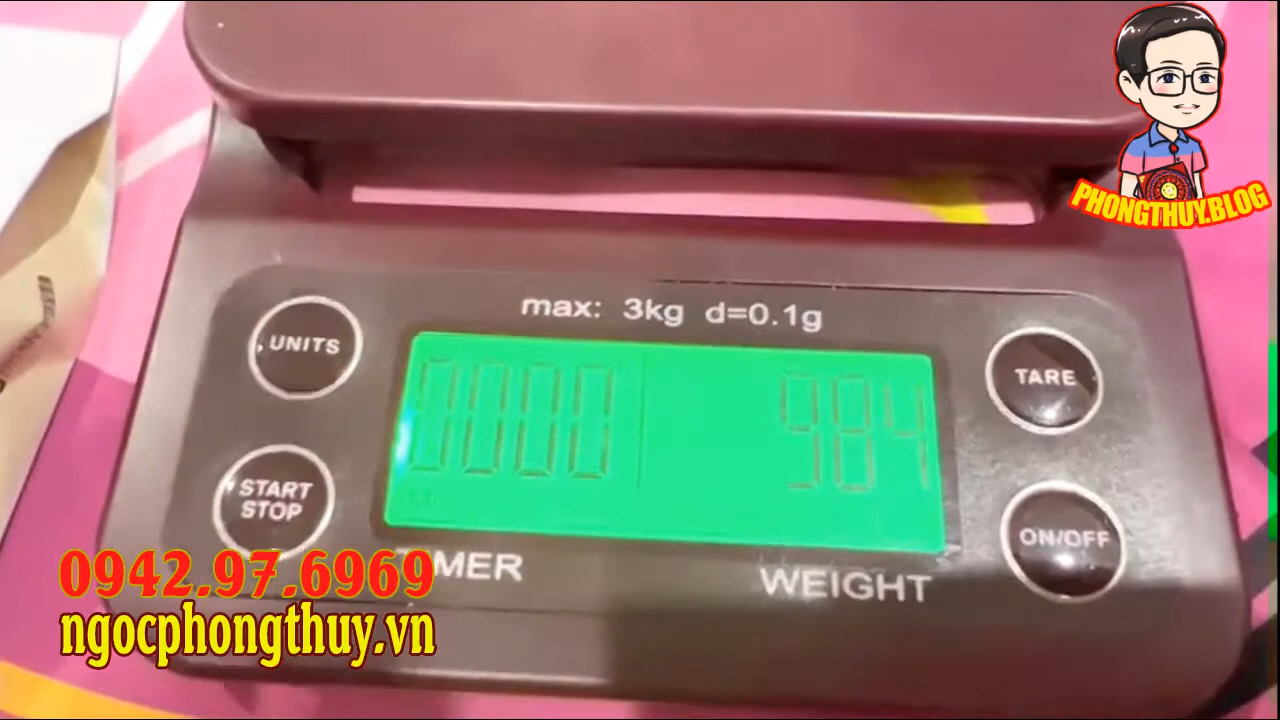 PHONGTHUY.BLOG
max: 3kg d=0.1g
UNITS
TARE
0000
984
START
STOP
ON/OFF
WEIGHT
0942.97.6969
ngocphongthuy.vn